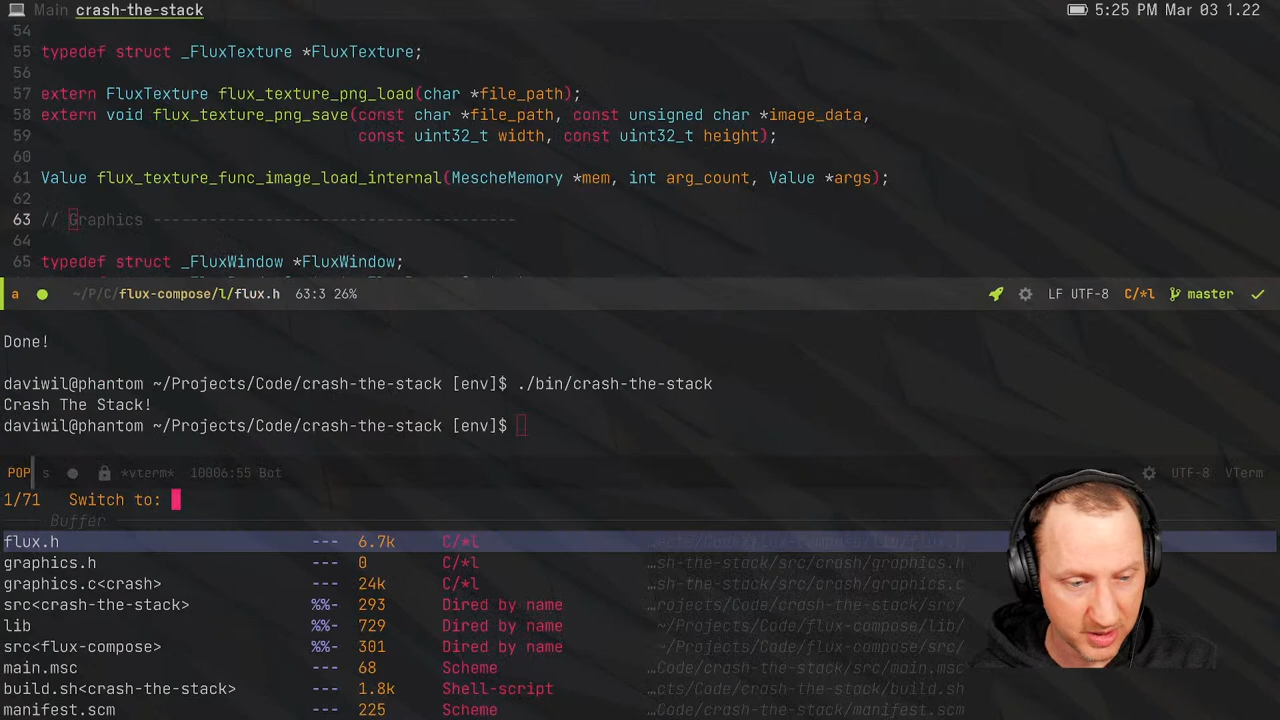 Main crash-the-stack
5:25 PM Mar 03 1.22
54
55 typedef struct _FluxTexture *FluxTexture;
56
57 extern FluxTexture flux_texture_png_load(char *file_path);
58 extern void flux_texture_png_save(const char *file_path, const unsigned char *image_data,
59 const uint32_t width, const uint32_t height);
60
61 Value flux_texture_func_image_load_internal(MescheMemory *mem, int arg_count, Value *args);
62
63 // Graphics -------------------------------------
64
65 typedef struct _FluxWindow *FluxWindow;
a ~/P/C/flux-compose/l/flux.h 63:3 26% LF UTF-8 C/*l master
Done!
daviwil@phantom ~/Projects/Code/crash-the-stack [env]$ ./bin/crash-the-stack
Crash The Stack!
daviwil@phantom ~/Projects/Code/crash-the-stack [env]$
POP s *vterm* 10006:55 Bot UTF-8 VTerm
1/71 Switch to:
Buffer
flux.h --- 6.7k C/*l …ects/Code/flux-compose/lib/flux.h
graphics.h --- 0 C/*l …sh-the-stack/src/crash/graphics.h
graphics.c<crash> --- 24k C/*l …sh-the-stack/src/crash/graphics.c
src<crash-the-stack> %%- 293 Dired by name …rojects/Code/crash-the-stack/src/
lib %%- 729 Dired by name ~/Projects/Code/flux-compose/lib/
src<flux-compose> %%- 301 Dired by name ~/Projects/Code/flux-compose/src/
main.msc --- 68 Scheme …Code/crash-the-stack/src/main.msc
build.sh<crash-the-stack> --- 1.8k Shell-script …cts/Code/crash-the-stack/build.sh
manifest.scm --- 225 Scheme …Code/crash-the-stack/manifest.scm